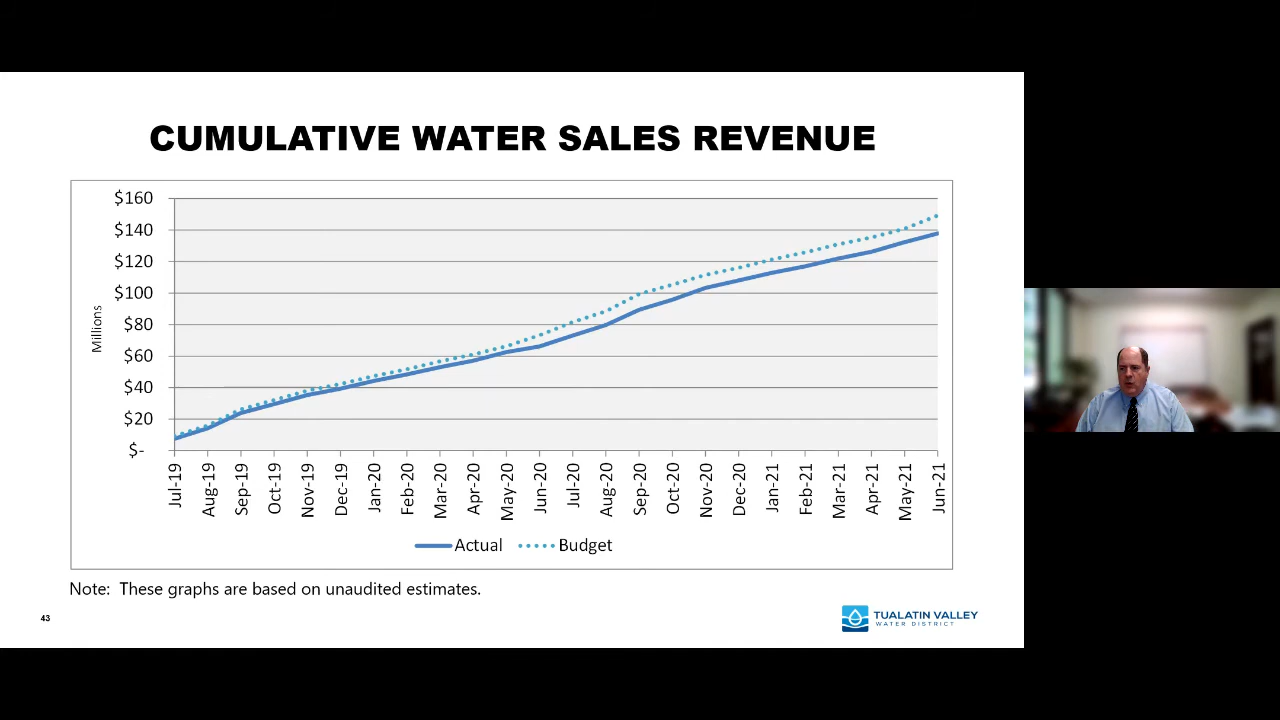 CUMULATIVE WATER SALES REVENUE
$160
$140
$120
$100
$80
$60
$40
$20
$-
Millions
Jul-19
Aug-19
Sep-19
Oct-19
Nov-19
Dec-19
Jan-20
Feb-20
Mar-20
Apr-20
May-20
Jun-20
Jul-20
Aug-20
Sep-20
Oct-20
Nov-20
Dec-20
Jan-21
Feb-21
Mar-21
Apr-21
May-21
Jun-21
Actual
Budget
Note: These graphs are based on unaudited estimates.
43
TUALATIN VALLEY
WATER DISTRICT